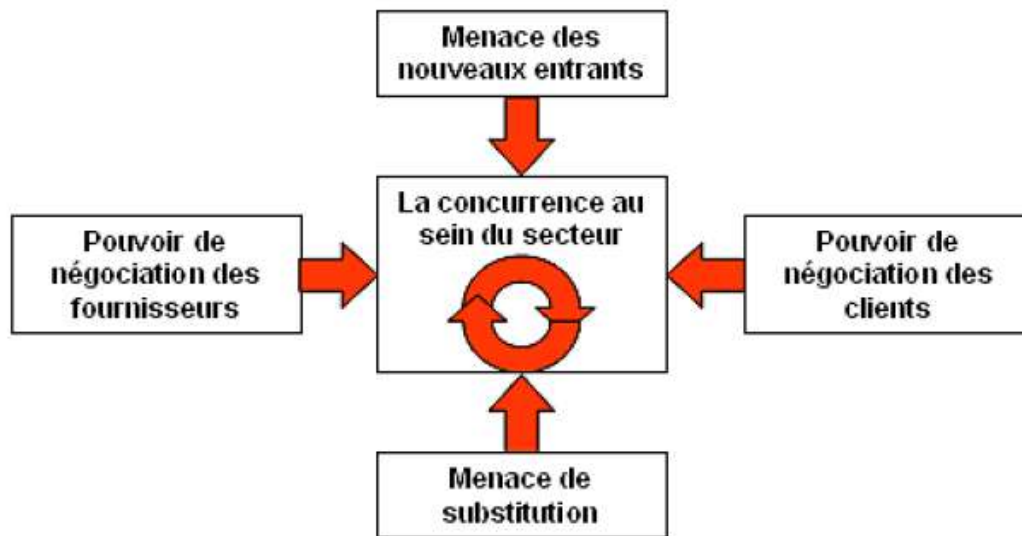 Menace des
nouveaux entrants
La concurrence au
sein du secteur
Pouvoir de
négociation des
fournisseurs
Pouvoir de
négociation des
clients
Menace de
substitution